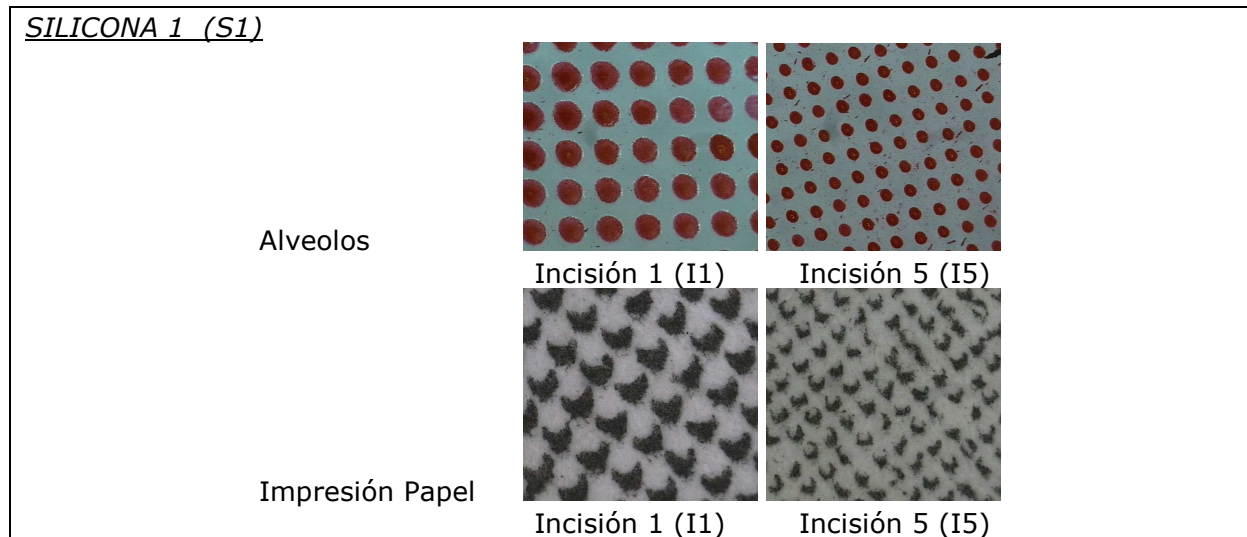 SILICONA 1 (S1)
Alveolos
Incisión 1 (I1) Incisión 5 (I5)
Impresión Papel
Incisión 1 (I1) Incisión 5 (I5)